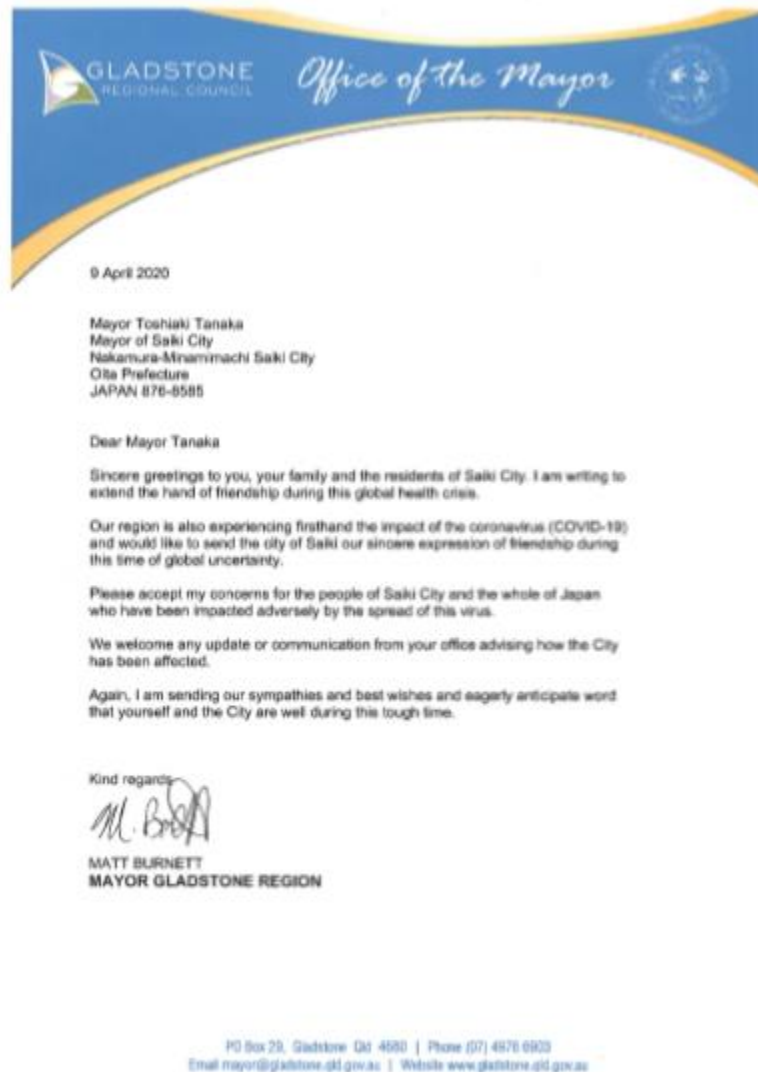 GLADSTONE
REGIONAL COUNCIL
Office of the Mayor
9 April 2020
Mayor Toshiaki Tanaka
Mayor of Saiki City
Nakamura-Minamimachi Saiki City
Oita Prefecture
JAPAN 876-8585
Dear Mayor Tanaka
Sincere greetings to you, your family and the residents of Saiki City. I am writing to
extend the hand of friendship during this global health crisis.
Our region is also experiencing firsthand the impact of the coronavirus (COVID-19)
and would like to send the city of Saiki our sincere expression of friendship during
this time of global uncertainty.
Please accept my concerns for the people of Saiki City and the whole of Japan
who have been impacted adversely by the spread of this virus.
We welcome any update or communication from your office advising how the City
has been affected.
Again, I am sending our sympathies and best wishes and eagerly anticipate word
that yourself and the City are well during this tough time.
Kind regards
MATT BURNETT
MAYOR GLADSTONE REGION
PO Box 29, Gladstone Qld 4680 | Phone (07) 4976 6903
Email mayor@gladstone.qld.gov.au | Website www.gladstone.qld.gov.au